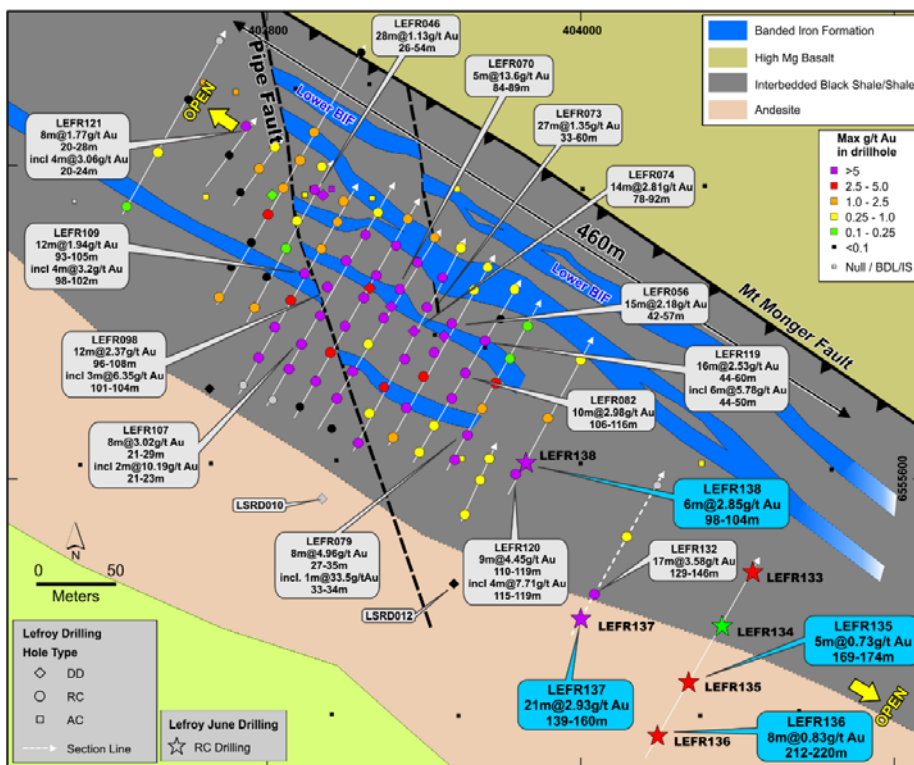 402800
404000
LEFR046
28m@1.13g/t Au
26-54m
LEFR070
5m@13.6g/t Au
84-89m
LEFR073
27m@1.35g/t Au
33-60m
LEFR074
14m@2.81g/t Au
78-92m
Banded Iron Formation
High Mg Basalt
Interbedded Black Shale/Shale
Andesite
Max g/t Au
in drillhole
>5
2.5 - 5.0
1.0 - 2.5
0.25 - 1.0
0.1 - 0.25
<0.1
Null / BDL/IS
OPEN
Pipe Fault
Lower BIF
460m
Lower BIF
Mt Monger Fault
LEFR121
8m@1.77g/t Au
20-28m
incl 4m@3.06g/t Au
20-24m
LEFR109
12m@1.94g/t Au
93-105m
incl 4m@3.2g/t Au
98-102m
LEFR056
15m@2.18g/t Au
42-57m
LEFR098
12m@2.37g/t Au
96-108m
incl 3m@6.35g/t Au
101-104m
LEFR119
16m@2.53g/t Au
44-60m
incl 6m@5.78g/t Au
44-50m
LEFR082
10m@2.98g/t Au
106-116m
LEFR107
8m@3.02g/t Au
21-29m
incl 2m@10.19g/t Au
21-23m
LEFR138
LEFR138
6m@2.85g/t Au
98-104m
6555600
LSRD010
LEFR079
8m@4.96g/t Au
27-35m
incl. 1m@33.5g/tAu
33-34m
LEFR120
9m@4.45g/t Au
110-119m
incl 4m@7.71g/t Au
115-119m
LEFR132
17m@3.58g/t Au
129-146m
LSRD012
LEFR133
LEFR134
LEFR137
LEFR135
5m@0.73g/t Au
169-174m
LEFR135
LEFR137
21m@2.93g/t Au
139-160m
LEFR136
LEFR136
8m@0.83g/t Au
212-220m
OPEN
N
0 50
Meters
Lefroy Drilling
Hole Type
DD
RC
AC
Section Line
Lefroy June Drilling
RC Drilling